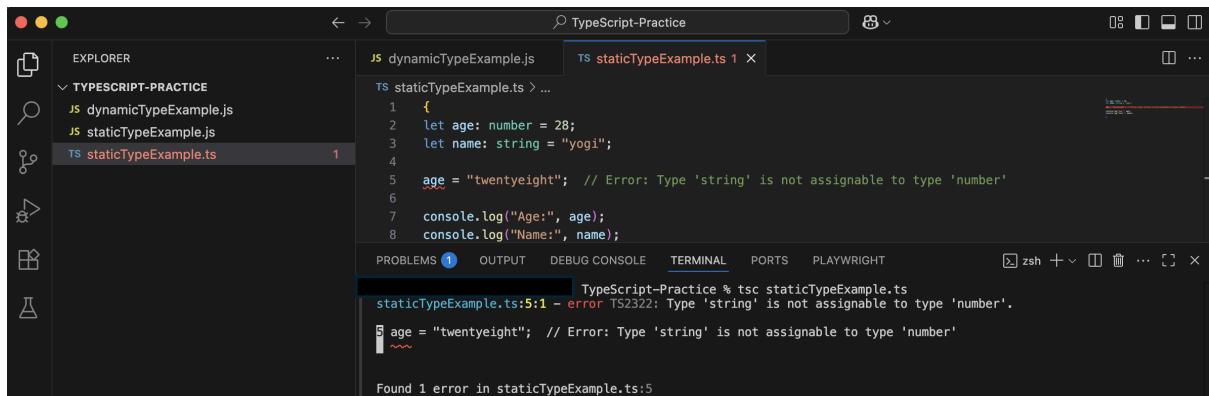 TypeScript-Practice
EXPLORER
TYPESCRIPT-PRACTICE
JS dynamicTypeExample.js
JS staticTypeExample.js
TS staticTypeExample.ts 1
JS dynamicTypeExample.js TS staticTypeExample.ts 1
TS staticTypeExample.ts > ...
1 {
2 let age: number = 28;
3 let name: string = "yogi";
4
5 age = "twentyeight";  // Error: Type 'string' is not assignable to type 'number'
6
7 console.log("Age:", age);
8 console.log("Name:", name);
PROBLEMS 1 OUTPUT DEBUG CONSOLE TERMINAL PORTS PLAYWRIGHT zsh
TypeScript-Practice % tsc staticTypeExample.ts
staticTypeExample.ts:5:1 - error TS2322: Type 'string' is not assignable to type 'number'.
5 age = "twentyeight";  // Error: Type 'string' is not assignable to type 'number'
~~~
Found 1 error in staticTypeExample.ts:5